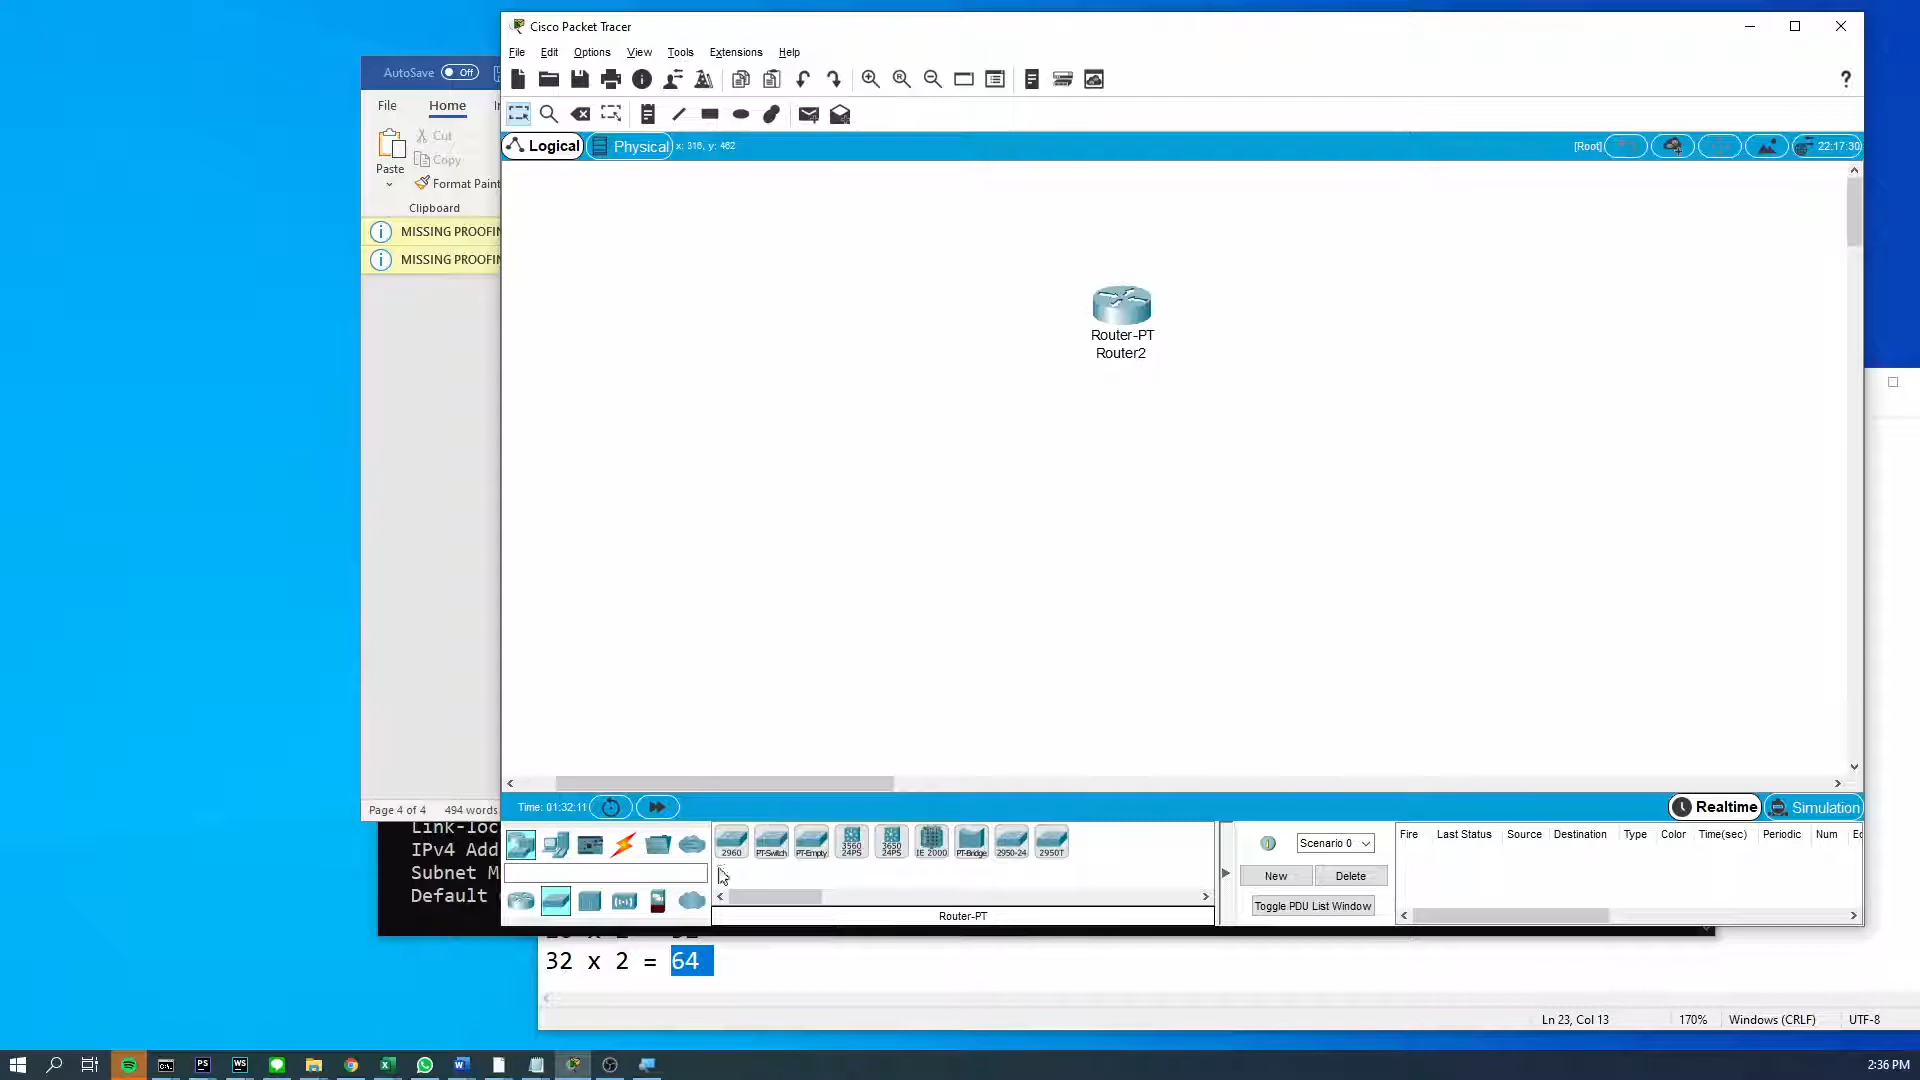 Cisco Packet Tracer
File Edit Options View Tools Extensions Help
AutoSave Off
?
File Home
Logical
Physical
x: 316, y: 462
[Root]
22:17:30
Cut
Copy
Paste
Format Paint
Clipboard
MISSING PROOFIN
MISSING PROOFIN
Router-PT
Router2
Page 4 of 4 494 words
Time: 01:32:11
Realtime
Simulation
Link-loc
IPv4 Add
Subnet M
Default
2960
PT-Switch
PT-Empty
3560
24PS
3650
24PS
IE 2000
PT-Bridge
2950-24
2950T
Router-PT
Scenario 0
New Delete
Toggle PDU List Window
Fire Last Status Source Destination Type Color Time(sec) Periodic Num Ed
32 x 2 = 64
Ln 23, Col 13 170% Windows (CRLF) UTF-8
PS
WS
2:36 PM